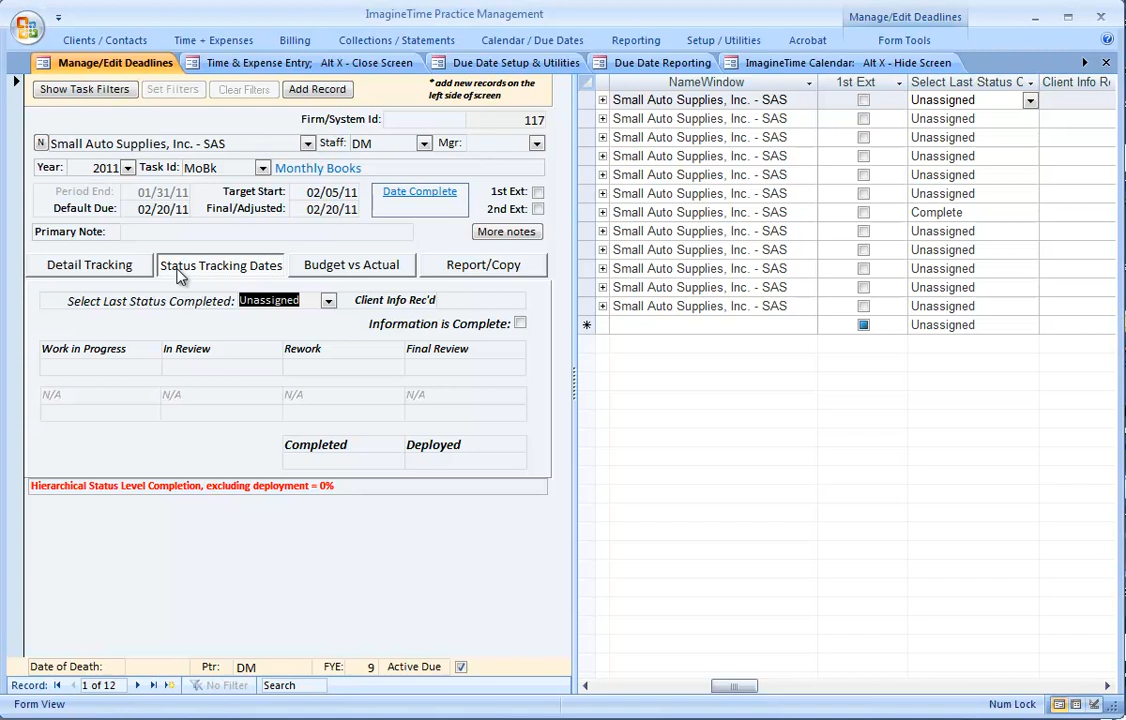 ImagineTime Practice Management
Manage/Edit Deadlines
Clients / Contacts Time + Expenses Billing Collections / Statements Calendar / Due Dates Reporting Setup / Utilities Acrobat Form Tools
Manage/Edit Deadlines Time & Expense Entry; Alt X - Close Screen Due Date Setup & Utilities Due Date Reporting ImagineTime Calendar: Alt X - Hide Screen
Show Task Filters Set Filters Clear Filters Add Record
* add new records on the
left side of screen
Firm/System Id: 117
N Small Auto Supplies, Inc. - SAS Staff: DM Mgr:
Year: 2011 Task Id: MoBk Monthly Books
Period End: 01/31/11 Target Start: 02/05/11 Date Complete 1st Ext:
Default Due: 02/20/11 Final/Adjusted: 02/20/11 2nd Ext:
Primary Note: More notes
Detail Tracking Status Tracking Dates Budget vs Actual Report/Copy
Select Last Status Completed: Unassigned Client Info Rec'd
Information is Complete:
Work in Progress In Review Rework Final Review
N/A N/A N/A N/A
Completed Deployed
Hierarchical Status Level Completion, excluding deployment = 0%
Date of Death: Ptr: DM FYE: 9 Active Due
Record: 1 of 12 No Filter Search
Form View
NameWindow 1st Ext Select Last Status C Client Info Re
Small Auto Supplies, Inc. - SAS Unassigned
Small Auto Supplies, Inc. - SAS Unassigned
Small Auto Supplies, Inc. - SAS Unassigned
Small Auto Supplies, Inc. - SAS Unassigned
Small Auto Supplies, Inc. - SAS Unassigned
Small Auto Supplies, Inc. - SAS Unassigned
Small Auto Supplies, Inc. - SAS Complete
Small Auto Supplies, Inc. - SAS Unassigned
Small Auto Supplies, Inc. - SAS Unassigned
Small Auto Supplies, Inc. - SAS Unassigned
Small Auto Supplies, Inc. - SAS Unassigned
Small Auto Supplies, Inc. - SAS Unassigned
Unassigned
Num Lock